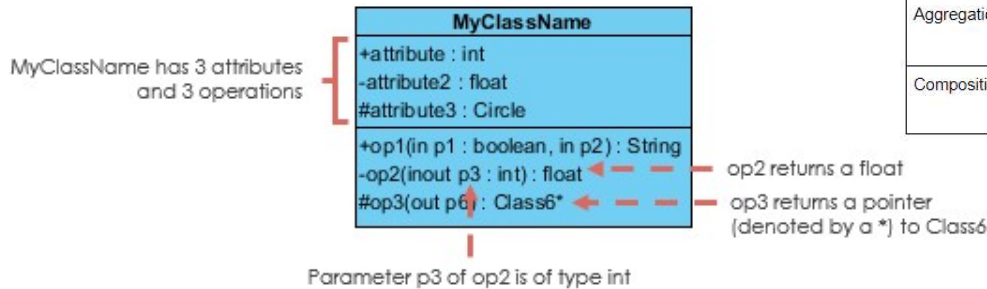 MyClassName
+attribute : int
-attribute2 : float
#attribute3 : Circle
+op1(in p1 : boolean, in p2) : String
-op2(inout p3 : int) : float
#op3(out p6) : Class6*
MyClassName has 3 attributes
and 3 operations
op2 returns a float
op3 returns a pointer
(denoted by a *) to Class6
Parameter p3 of op2 is of type int